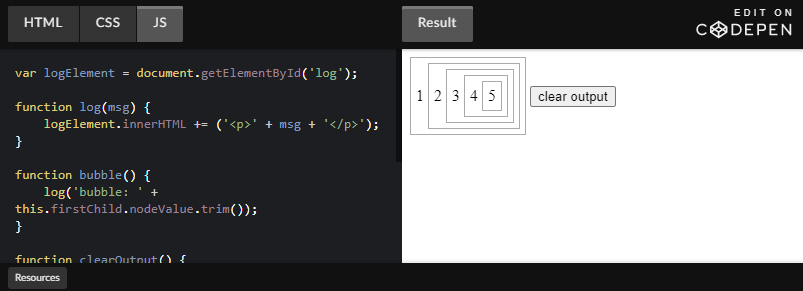 HTML CSS JS Result EDIT ON
CODEPEN
var logElement = document.getElementById('log');
function log(msg) {
logElement.innerHTML += ('<p>' + msg + '</p>');
}
function bubble() {
log('bubble: ' +
this.firstChild.nodeValue.trim());
}
function clearOutput() {
1 2 3 4 5 clear output
Resources